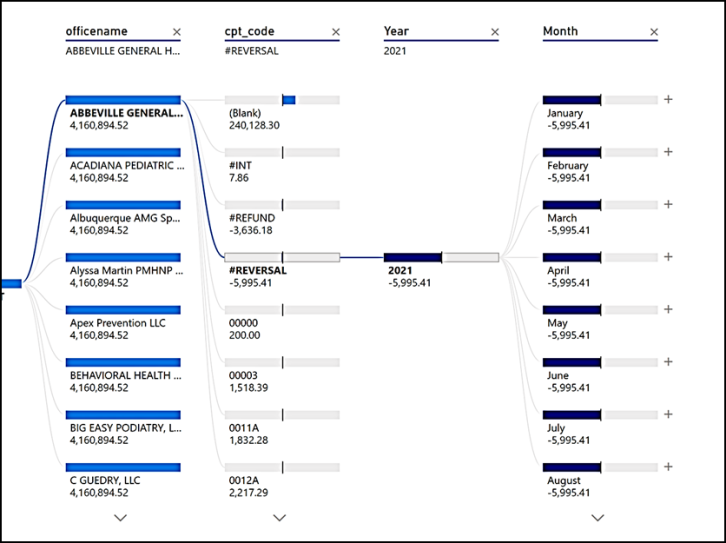 officename
ABBEVILLE GENERAL H...
cpt_code
#REVERSAL
Year
2021
Month
ABBEVILLE GENERAL...
4,160,894.52
ACADIANA PEDIATRIC ...
4,160,894.52
Albuquerque AMG Sp...
4,160,894.52
Alyssa Martin PMHNP ...
4,160,894.52
Apex Prevention LLC
4,160,894.52
BEHAVIORAL HEALTH ...
4,160,894.52
BIG EASY PODIATRY, L...
4,160,894.52
C GUEDRY, LLC
4,160,894.52
(Blank)
240,128.30
#INT
7.86
#REFUND
-3,636.18
#REVERSAL
-5,995.41
00000
200.00
00003
1,518.39
0011A
1,832.28
0012A
2,217.29
2021
-5,995.41
January
-5,995.41
February
-5,995.41
March
-5,995.41
April
-5,995.41
May
-5,995.41
June
-5,995.41
July
-5,995.41
August
-5,995.41